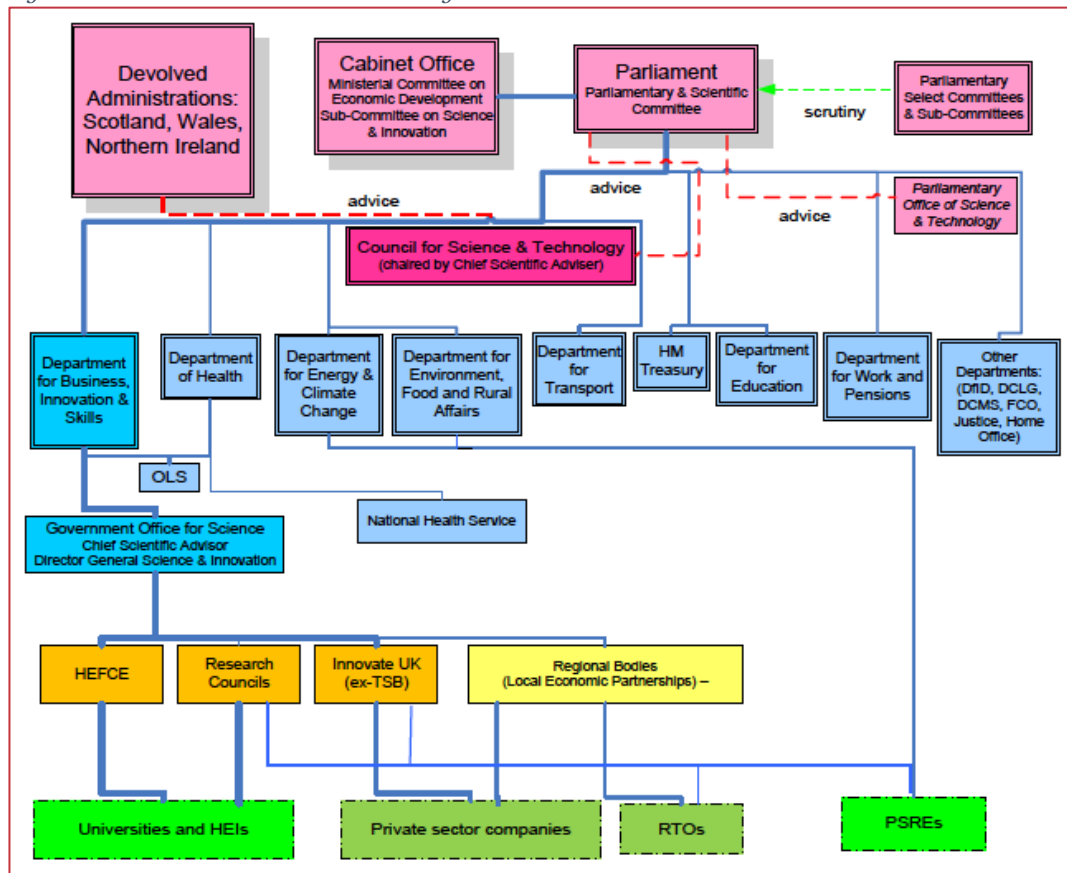 Devolved
Administrations:
Scotland, Wales,
Northern Ireland
Cabinet Office
Ministerial Committee on
Economic Development
Sub-Committee on Science
& Innovation
Parliament
Parliamentary & Scientific
Committee
scrutiny
Parliamentary
Select Committees
& Sub-Committees
advice
advice
advice
Parliamentary
Office of Science
& Technology
Council for Science & Technology
(chaired by Chief Scientific Adviser)
Department
for Business,
Innovation &
Skills
Department
of Health
Department
for Energy &
Climate
Change
Department for
Environment,
Food and Rural
Affairs
Department
for
Transport
HM
Treasury
Department
for
Education
Department
for Work and
Pensions
Other
Departments:
(DfID, DCLG,
DCMS, FCO,
Justice, Home
Office)
OLS
National Health Service
Government Office for Science
Chief Scientific Advisor
Director General Science & Innovation
HEFCE
Research
Councils
Innovate UK
(ex-TSB)
Regional Bodies
(Local Economic Partnerships) –
Universities and HEIs
Private sector companies
RTOs
PSREs